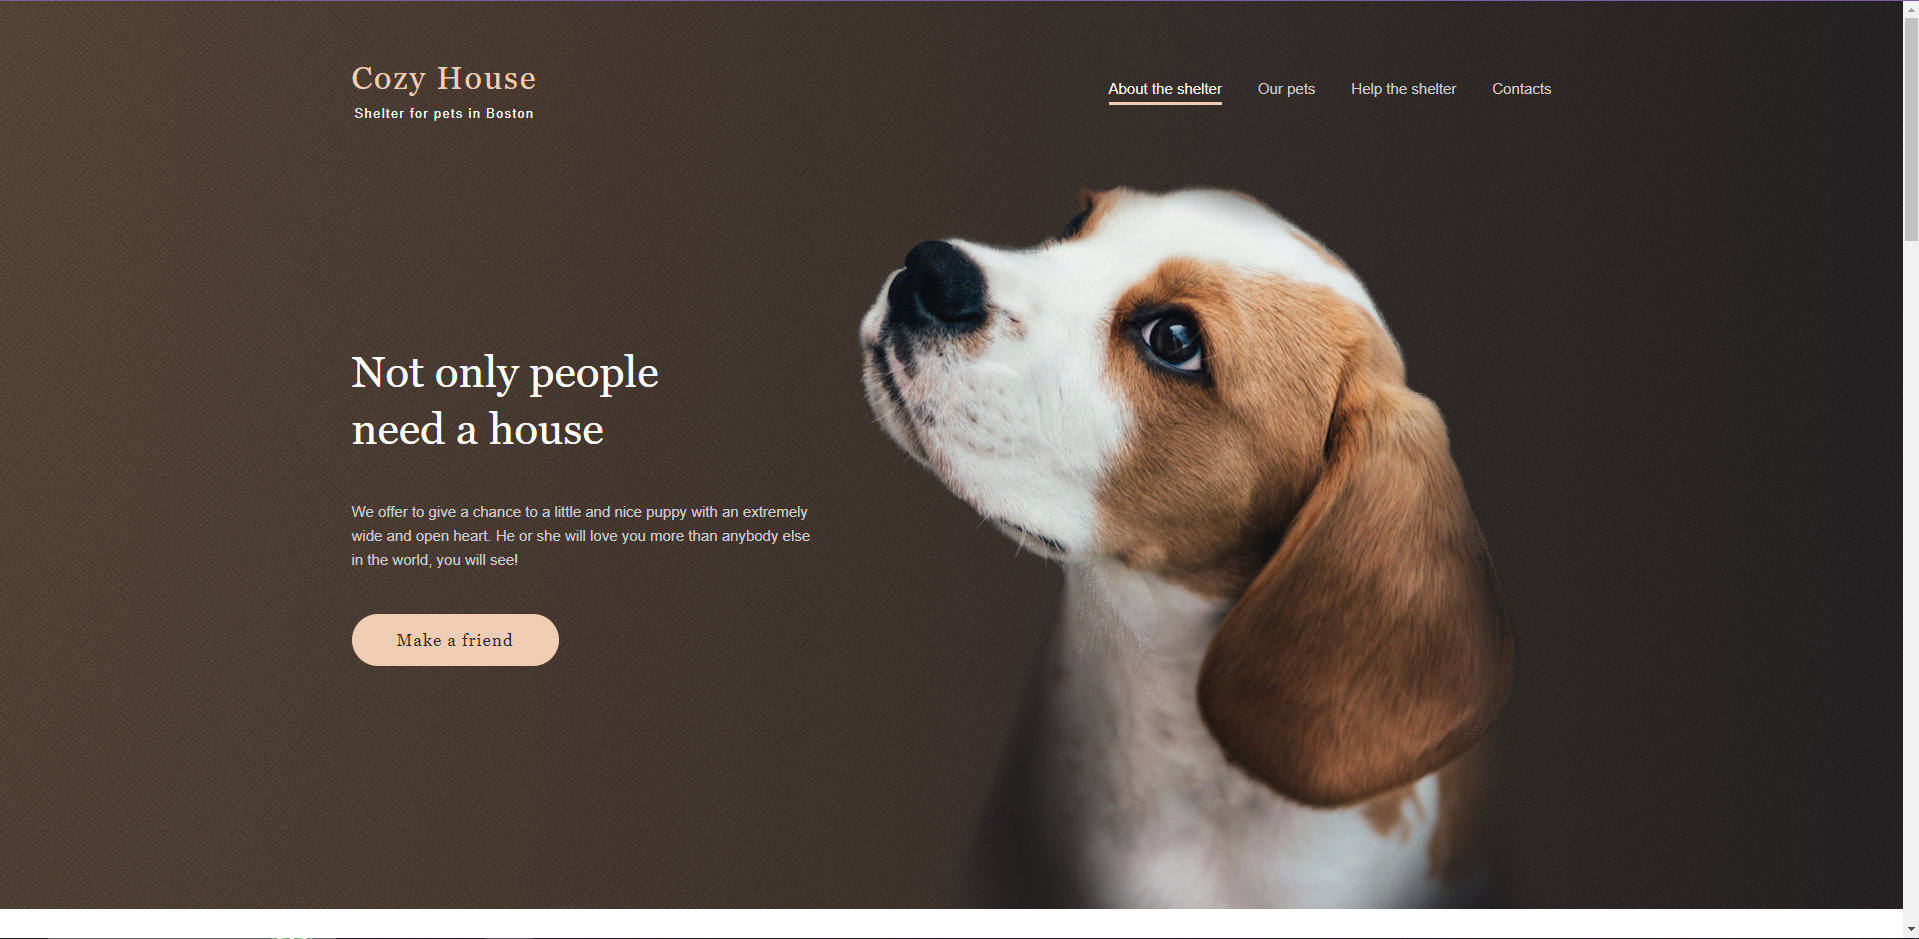 Cozy House
Shelter for pets in Boston
About the shelter
Our pets
Help the shelter
Contacts
Not only people
need a house
We offer to give a chance to a little and nice puppy with an extremely
wide and open heart. He or she will love you more than anybody else
in the world, you will see!
Make a friend